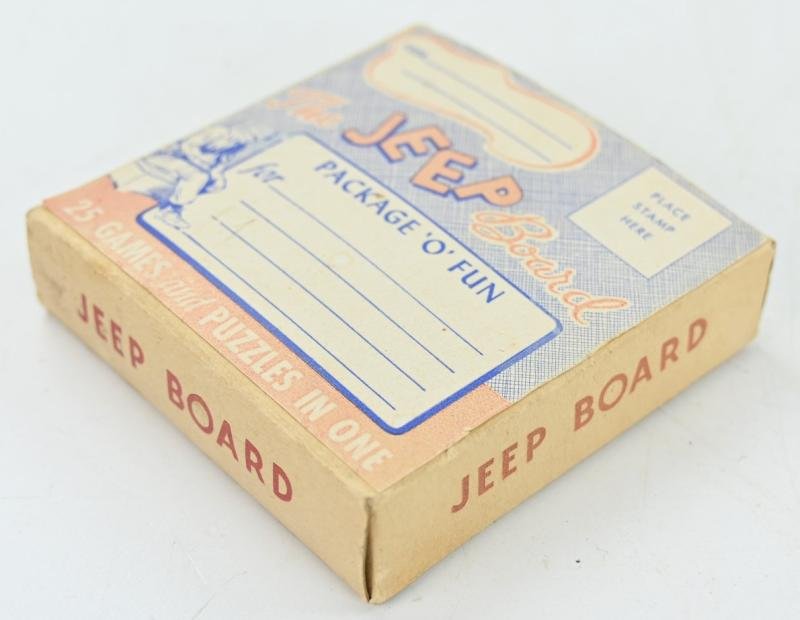 The JEEP Board
PLACE
STAMP
HERE
PACKAGE 'O' FUN
for
25 GAMES and PUZZLES IN ONE
JEEP BOARD
JEEP BOARD